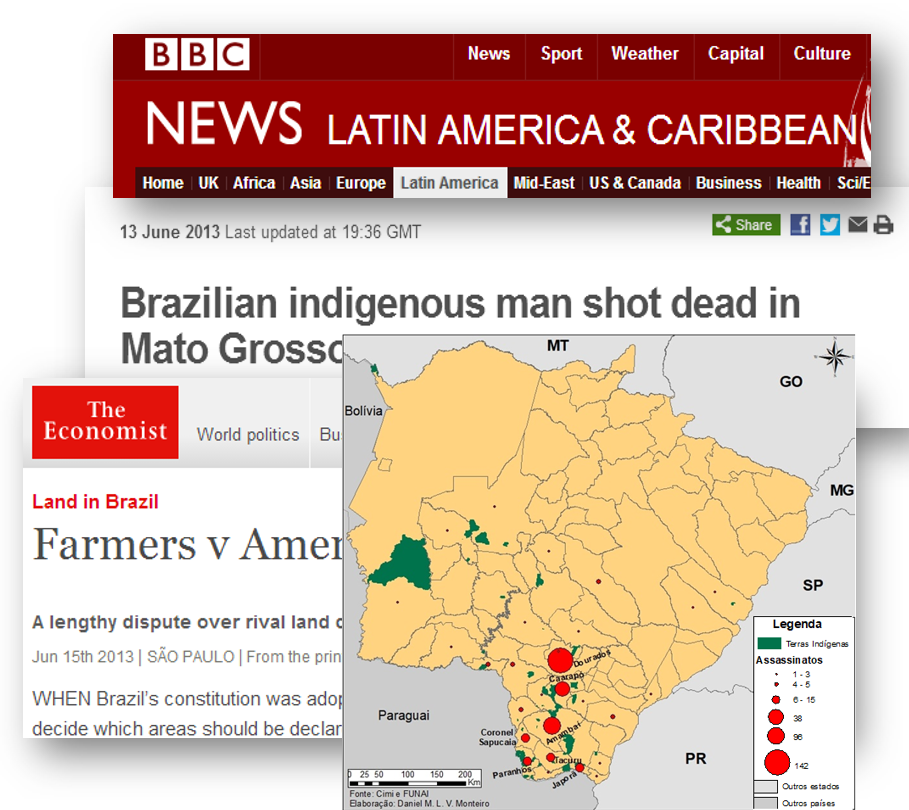 BBC
News Sport Weather Capital Culture
NEWS LATIN AMERICA & CARIBBEAN
Home UK Africa Asia Europe Latin America Mid-East US & Canada Business Health Sci/E
13 June 2013 Last updated at 19:36 GMT
Share
Brazilian indigenous man shot dead in
Mato Grosso
The
Economist
World politics Bu
Land in Brazil
Farmers v Amer
A lengthy dispute over rival land c
Jun 15th 2013 | SÃO PAULO | From the prin
WHEN Brazil's constitution was adop
decide which areas should be declar
MT
GO
Bolívia
MG
SP
Dourados
Caarapó
Paraguai
Amambai
Coronel
Sapucaia
Tacuru
Paranhos
Japorã
PR
Legenda
Terras Indígenas
Assassinatos
1 - 3
4 - 5
6 - 15
38
96
142
Outros estados
Outros países
0 25 50 100 150 200
Km
Fonte: Cimi e FUNAI
Elaboração: Daniel M. L. V. Monteiro